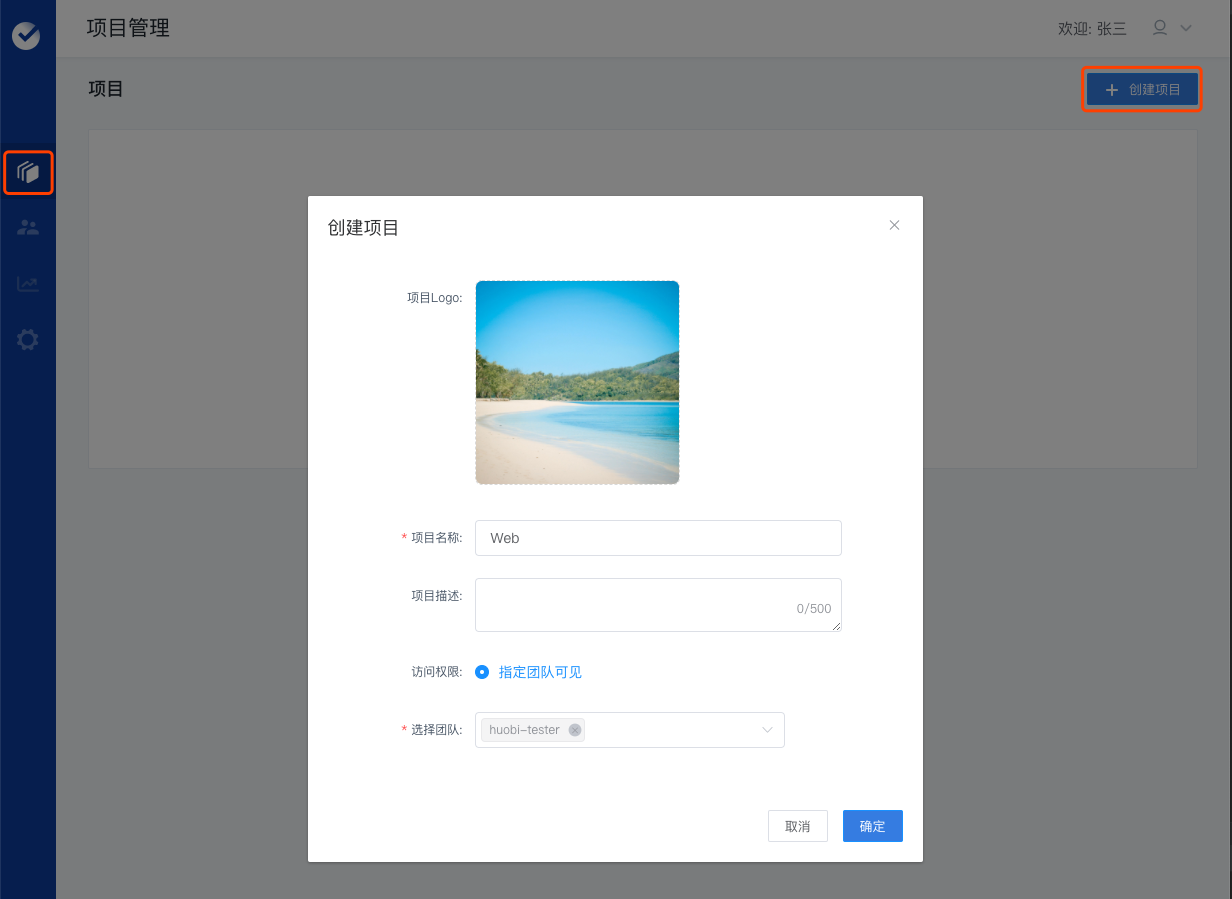 项目管理
欢迎: 张三
项目
创建项目
创建项目
项目Logo:
* 项目名称:
Web
项目描述:
0/500
访问权限:
指定团队可见
* 选择团队:
huobi-tester
取消
确定